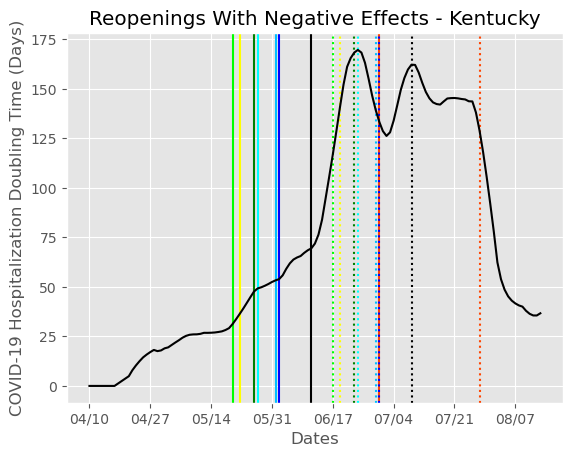 Reopenings With Negative Effects - Kentucky
COVID-19 Hospitalization Doubling Time (Days)
175
150
125
100
75
50
25
0
04/10 04/27 05/14 05/31 06/17 07/04 07/21 08/07
Dates